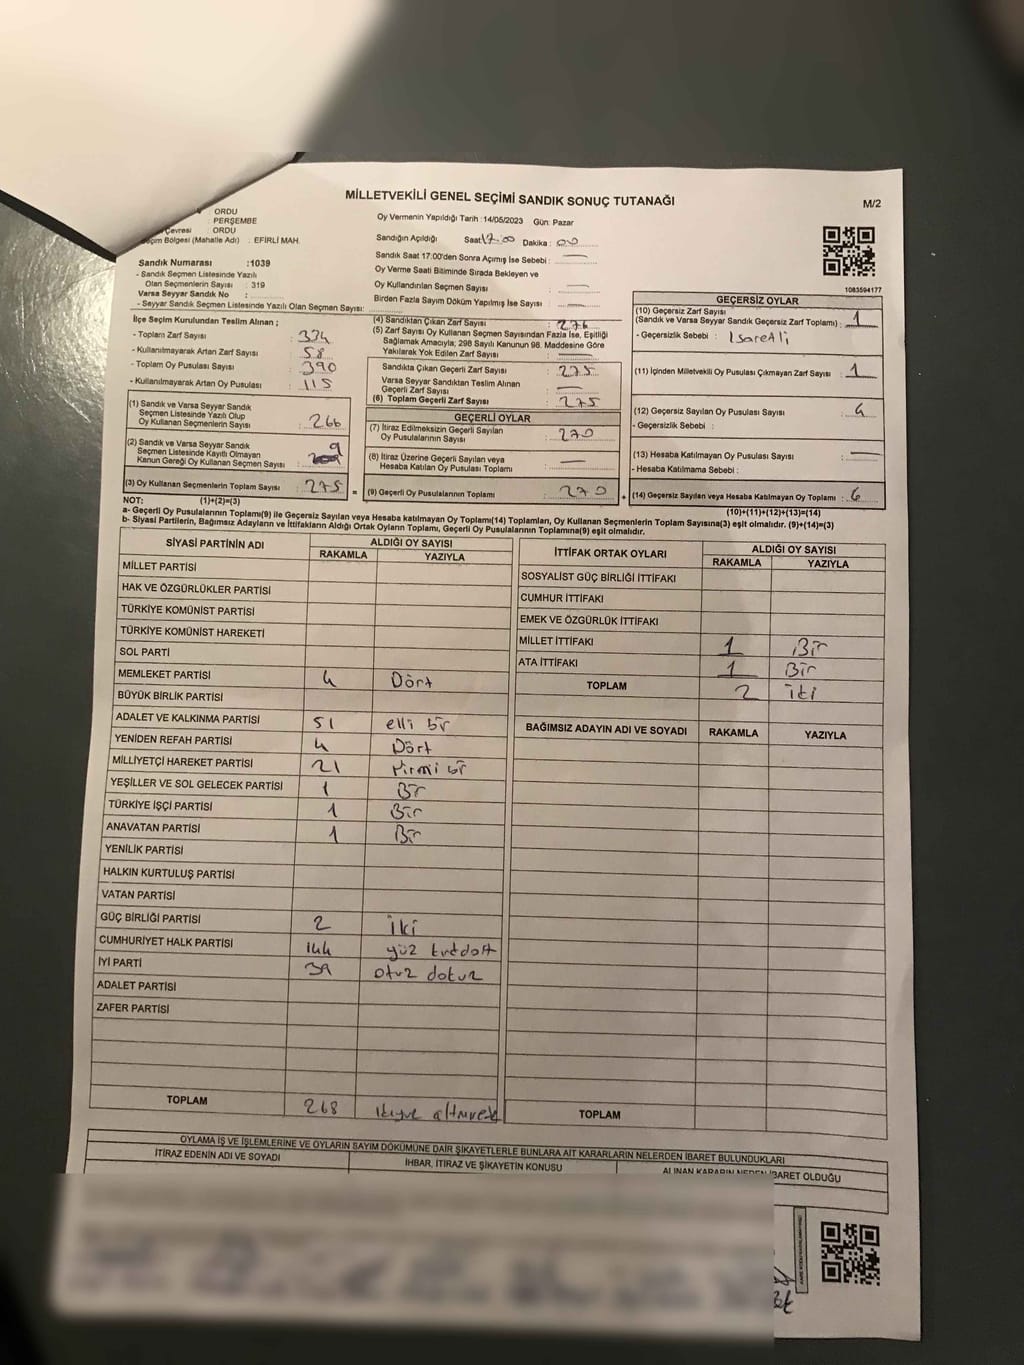 MİLLETVEKİLİ GENEL SEÇİMİ SANDIK SONUÇ TUTANAĞI
M/2
ORDU
: PERŞEMBE
Çevresi : ORDU
Seçim Bölgesi (Mahalle Adı) : EFİRLİ MAH.
Oy Vermenin Yapıldığı Tarih :14/05/2023 Gün: Pazar
Sandığın Açıldığı Saat 17:00 Dakika : 00
Sandık Saat 17:00'den Sonra Açımış İse Sebebi : —
Oy Verme Saati Bitiminde Sırada Bekleyen ve
Oy Kullandırılan Seçmen Sayısı : —
Birden Fazla Sayım Döküm Yapılmış İse Sayısı : —
1083594177
Sandık Numarası :1039
- Sandık Seçmen Listesinde Yazılı
Olan Seçmenlerin Sayısı : 319
Varsa Seyyar Sandık No :
- Seyyar Sandık Seçmen Listesinde Yazılı Olan Seçmen Sayısı:
İlçe Seçim Kurulundan Teslim Alınan ;
- Toplam Zarf Sayısı : 334
- Kullanılmayarak Artan Zarf Sayısı : 58
- Toplam Oy Pusulası Sayısı : 390
- Kullanılmayarak Artan Oy Pusulası : 115
(1) Sandık ve Varsa Seyyar Sandık
Seçmen Listesinde Yazılı Olup
Oy Kullanan Seçmenlerin Sayısı : 266
(2) Sandık ve Varsa Seyyar Sandık
Seçmen Listesinde Kayıtlı Olmayan
Kanun Gereği Oy Kullanan Seçmen Sayısı : 9
(3) Oy Kullanan Seçmenlerin Toplam Sayısı : 275
(4) Sandıktan Çıkan Zarf Sayısı : 276
(5) Zarf Sayısı Oy Kullanan Seçmen Sayısından Fazla İse, Eşitliği
Sağlamak Amacıyla; 298 Sayılı Kanunun 98. Maddesine Göre
Yakılarak Yok Edilen Zarf Sayısı : —
Sandıkta Çıkan Geçerli Zarf Sayısı : 275
Varsa Seyyar Sandıktan Teslim Alınan
Geçerli Zarf Sayısı : —
(6) Toplam Geçerli Zarf Sayısı : 275
GEÇERLİ OYLAR
(7) İtiraz Edilmeksizin Geçerli Sayılan
Oy Pusulalarının Sayısı : 270
(8) İtiraz Üzerine Geçerli Sayılan veya
Hesaba Katılan Oy Pusulası Toplamı : —
= (9) Geçerli Oy Pusulalarının Toplamı : 270
GEÇERSİZ OYLAR
(10) Geçersiz Zarf Sayısı
(Sandık ve Varsa Seyyar Sandık Geçersiz Zarf Toplamı) : 1
- Geçersizlik Sebebi : İsaretli
(11) İçinden Milletvekili Oy Pusulası Çıkmayan Zarf Sayısı : 1
(12) Geçersiz Sayılan Oy Pusulası Sayısı : 4
- Geçersizlik Sebebi :
(13) Hesaba Katılmayan Oy Pusulası Sayısı : —
- Hesaba Katılmama Sebebi :
+ (14) Geçersiz Sayılan veya Hesaba Katılmayan Oy Toplamı : 6
NOT: (1)+(2)=(3)
(10)+(11)+(12)+(13)=(14)
a- Geçerli Oy Pusulalarının Toplamı(9) ile Geçersiz Sayılan veya Hesaba katılmayan Oy Toplamı(14) Toplamları, Oy Kullanan Seçmenlerin Toplam Sayısına(3) eşit olmalıdır. (9)+(14)=(3)
b- Siyasi Partilerin, Bağımsız Adayların ve İttifakların Aldığı Ortak Oyların Toplamı, Geçerli Oy Pusulalarının Toplamına(9) eşit olmalıdır.
SİYASİ PARTİNİN ADI ALDIĞI OY SAYISI
RAKAMLA YAZIYLA
MİLLET PARTİSİ
HAK VE ÖZGÜRLÜKLER PARTİSİ
TÜRKİYE KOMÜNİST PARTİSİ
TÜRKİYE KOMÜNİST HAREKETİ
SOL PARTİ
MEMLEKET PARTİSİ 4 Dört
BÜYÜK BİRLİK PARTİSİ
ADALET VE KALKINMA PARTİSİ 51 elli bir
YENİDEN REFAH PARTİSİ 4 Dört
MİLLİYETÇİ HAREKET PARTİSİ 21 yirmi bir
YEŞİLLER VE SOL GELECEK PARTİSİ 1 Bir
TÜRKİYE İŞÇİ PARTİSİ 1 Bir
ANAVATAN PARTİSİ 1 Bir
YENİLİK PARTİSİ
HALKIN KURTULUŞ PARTİSİ
VATAN PARTİSİ
GÜÇ BİRLİĞİ PARTİSİ 2 İki
CUMHURİYET HALK PARTİSİ 144 yüz
İYİ PARTİ 39 otuz dokuz
ADALET PARTİSİ
ZAFER PARTİSİ
TOPLAM 268
İTTİFAK ORTAK OYLARI ALDIĞI OY SAYISI
RAKAMLA YAZIYLA
SOSYALİST GÜÇ BİRLİĞİ İTTİFAKI
CUMHUR İTTİFAKI
EMEK VE ÖZGÜRLÜK İTTİFAKI
MİLLET İTTİFAKI 1 Bir
ATA İTTİFAKI 1 Bir
TOPLAM 2 iki
BAĞIMSIZ ADAYIN ADI VE SOYADI RAKAMLA YAZIYLA
TOPLAM
OYLAMA İŞ VE İŞLEMLERİNE VE OYLARIN SAYIM DÖKÜMÜNE DAİR ŞİKAYETLERLE BUNLARA AİT KARARLARIN NELERDEN İBARET BULUNDUKLARI
İTİRAZ EDENİN ADI VE SOYADI İHBAR, İTİRAZ VE ŞİKAYETİN KONUSU ALINAN KARARIN NEDEN İBARET OLDUĞU